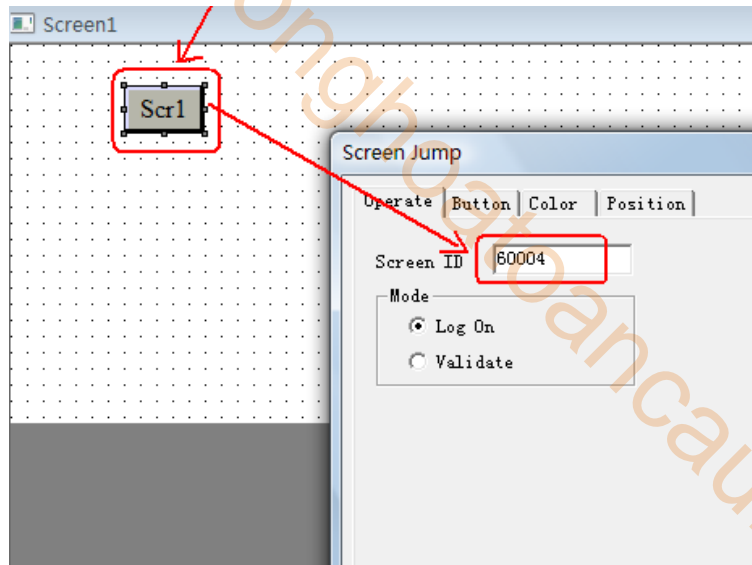 Screen1
Scr1
Screen Jump
Operate Button Color Position
Screen ID 60004
Mode
Log On
Validate